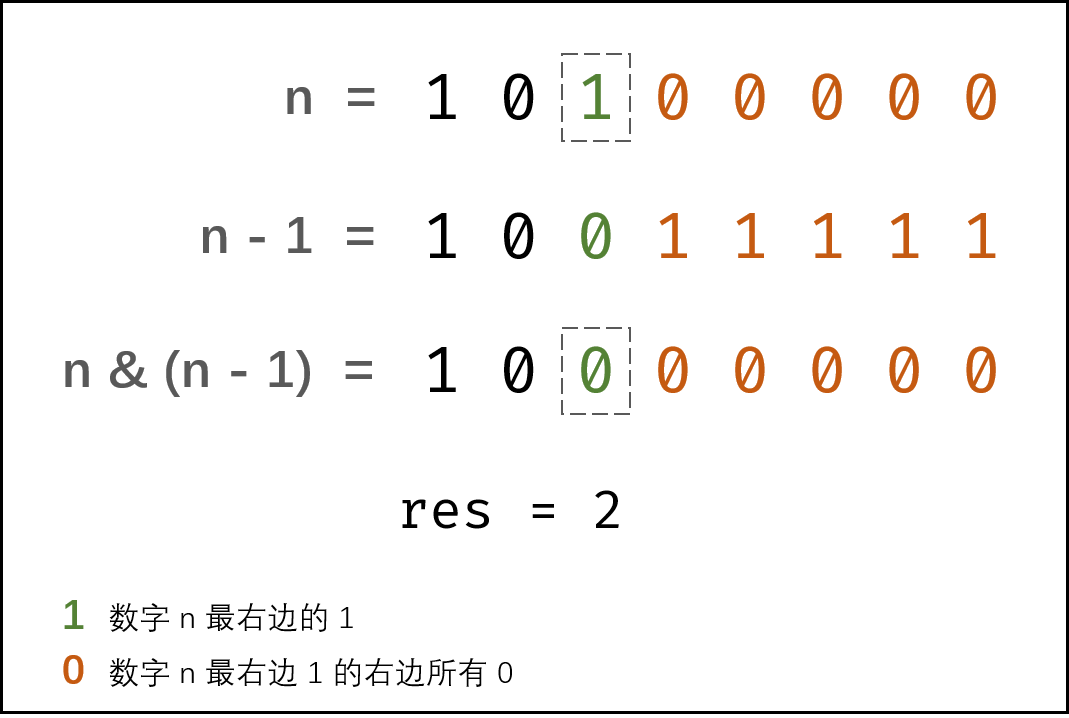 n = 1 0 1 0 0 0 0 0
n - 1 = 1 0 0 1 1 1 1 1
n & (n - 1) = 1 0 0 0 0 0 0 0
res = 2
1 数字 n 最右边的 1
0 数字 n 最右边 1 的右边所有 0